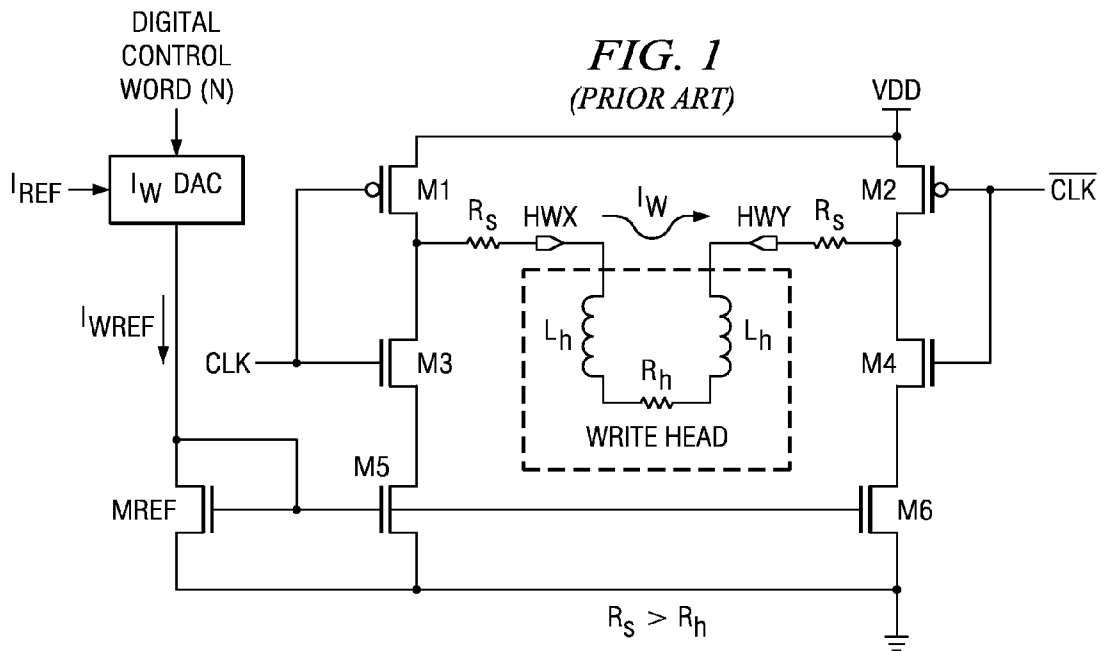 DIGITAL
CONTROL
WORD (N)
FIG. 1
(PRIOR ART)
VDD
I_REF
I_W DAC
M1
M2
CLK̅
R_s
HWX
I_W
HWY
R_s
I_WREF
L_h
L_h
CLK
M3
M4
R_h
WRITE HEAD
M5
MREF
M6
R_s > R_h